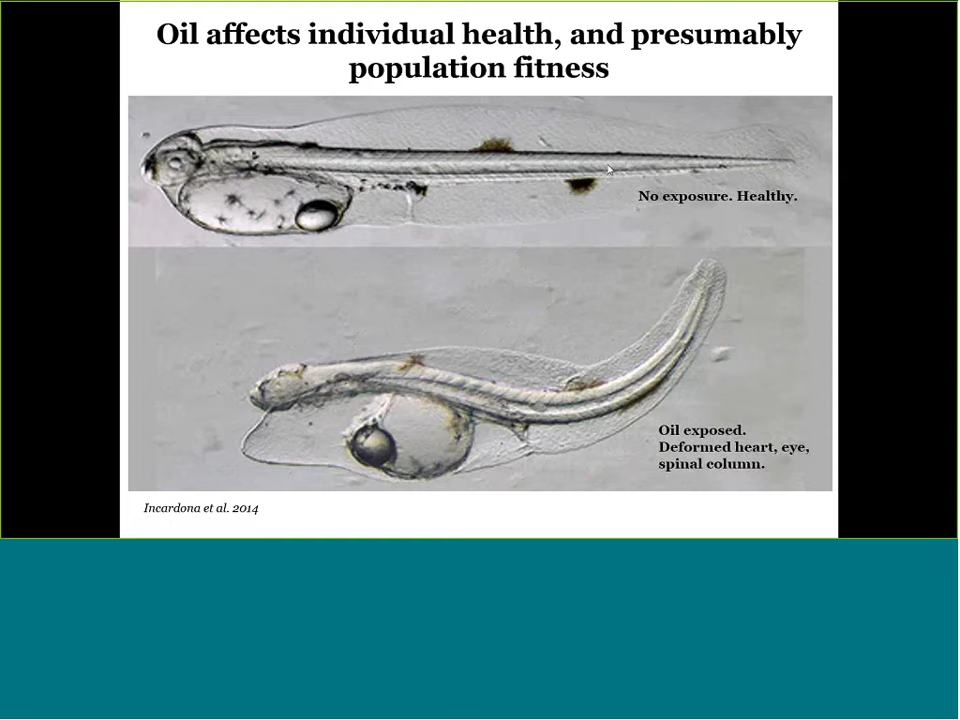 Oil affects individual health, and presumably
population fitness
No exposure. Healthy.
Oil exposed.
Deformed heart, eye,
spinal column.
Incardona et al. 2014